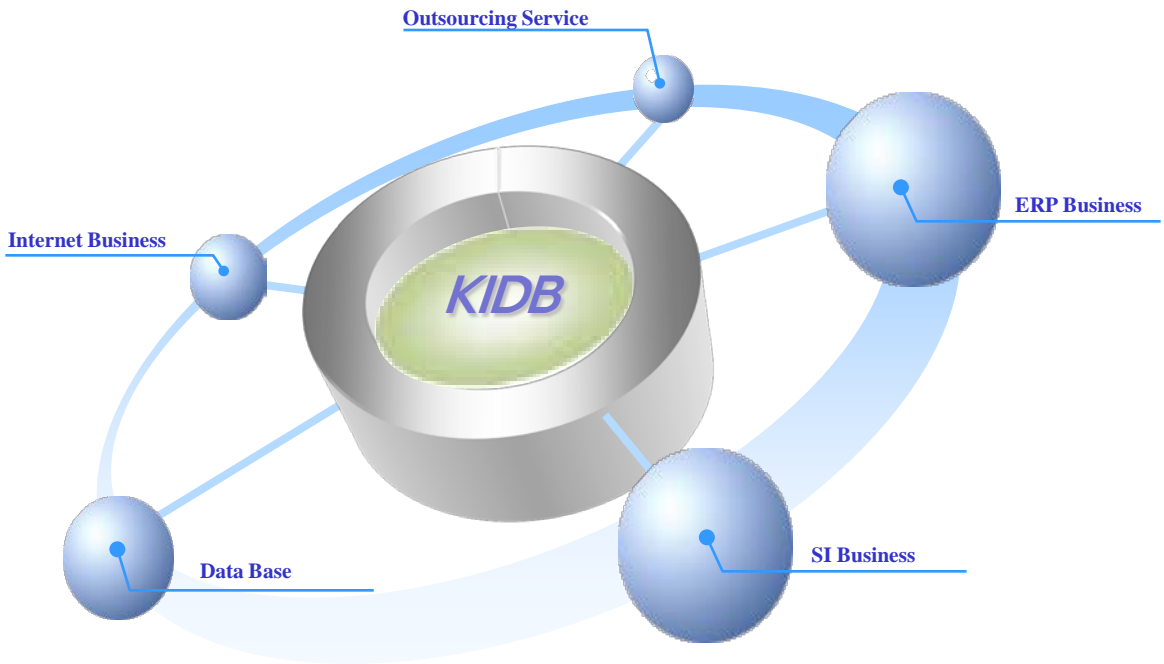 Outsourcing Service
ERP Business
Internet Business
KIDB
SI Business
Data Base